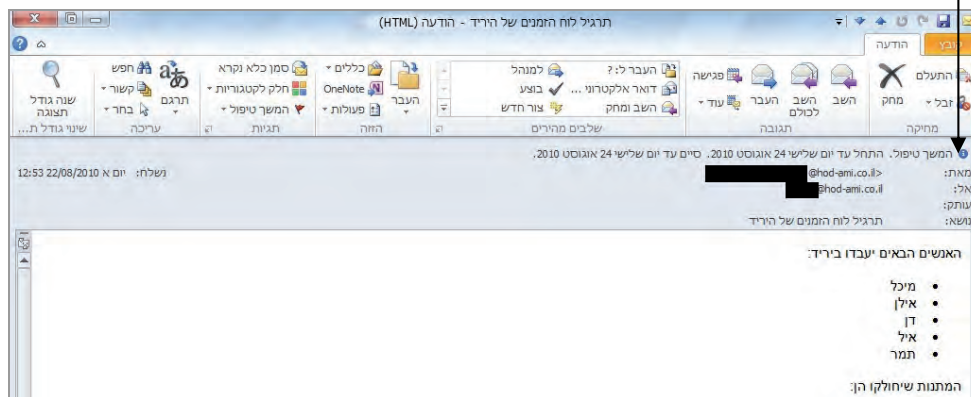 תרגיל לוח הזמנים של היריד - הודעה (HTML)
קובץ
הודעה
התעלם
זבל
מחק
מחיקה
השב
השב לכולם
העבר
פגישה
עוד
תגובה
העבר ל: ?
למנהל
דואר אלקטרוני ...
בוצע
השב ומחק
צור חדש
שלבים מהירים
העבר
כללים
OneNote
פעולות
הזזה
סמן כלא נקרא
חלק לקטגוריות
המשך טיפול
תגיות
תרגם
חפש
קשור
בחר
עריכה
שנה גודל תצוגה
שינוי גודל ת...
המשך טיפול. התחל עד יום שלישי 24 אוגוסט 2010. סיים עד יום שלישי 24 אוגוסט 2010.
מאת: @hod-ami.co.il>
נשלח: יום א 22/08/2010 12:53
אל: @hod-ami.co.il
עותק:
נושא: תרגיל לוח הזמנים של היריד
האנשים הבאים יעבדו ביריד:
• מיכל
• אילן
• דן
• איל
• תמר
המתנות שיחולקו הן: